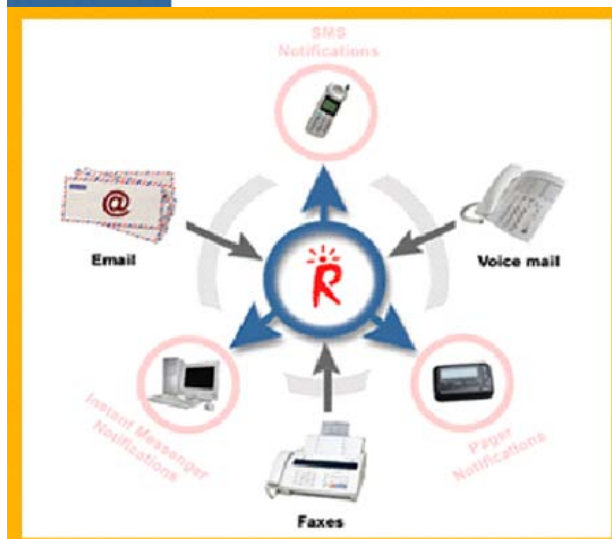 SMS
Notifications
@
Email
R
Voice mail
Instant Messenger
Notifications
Pager
Notifications
Faxes